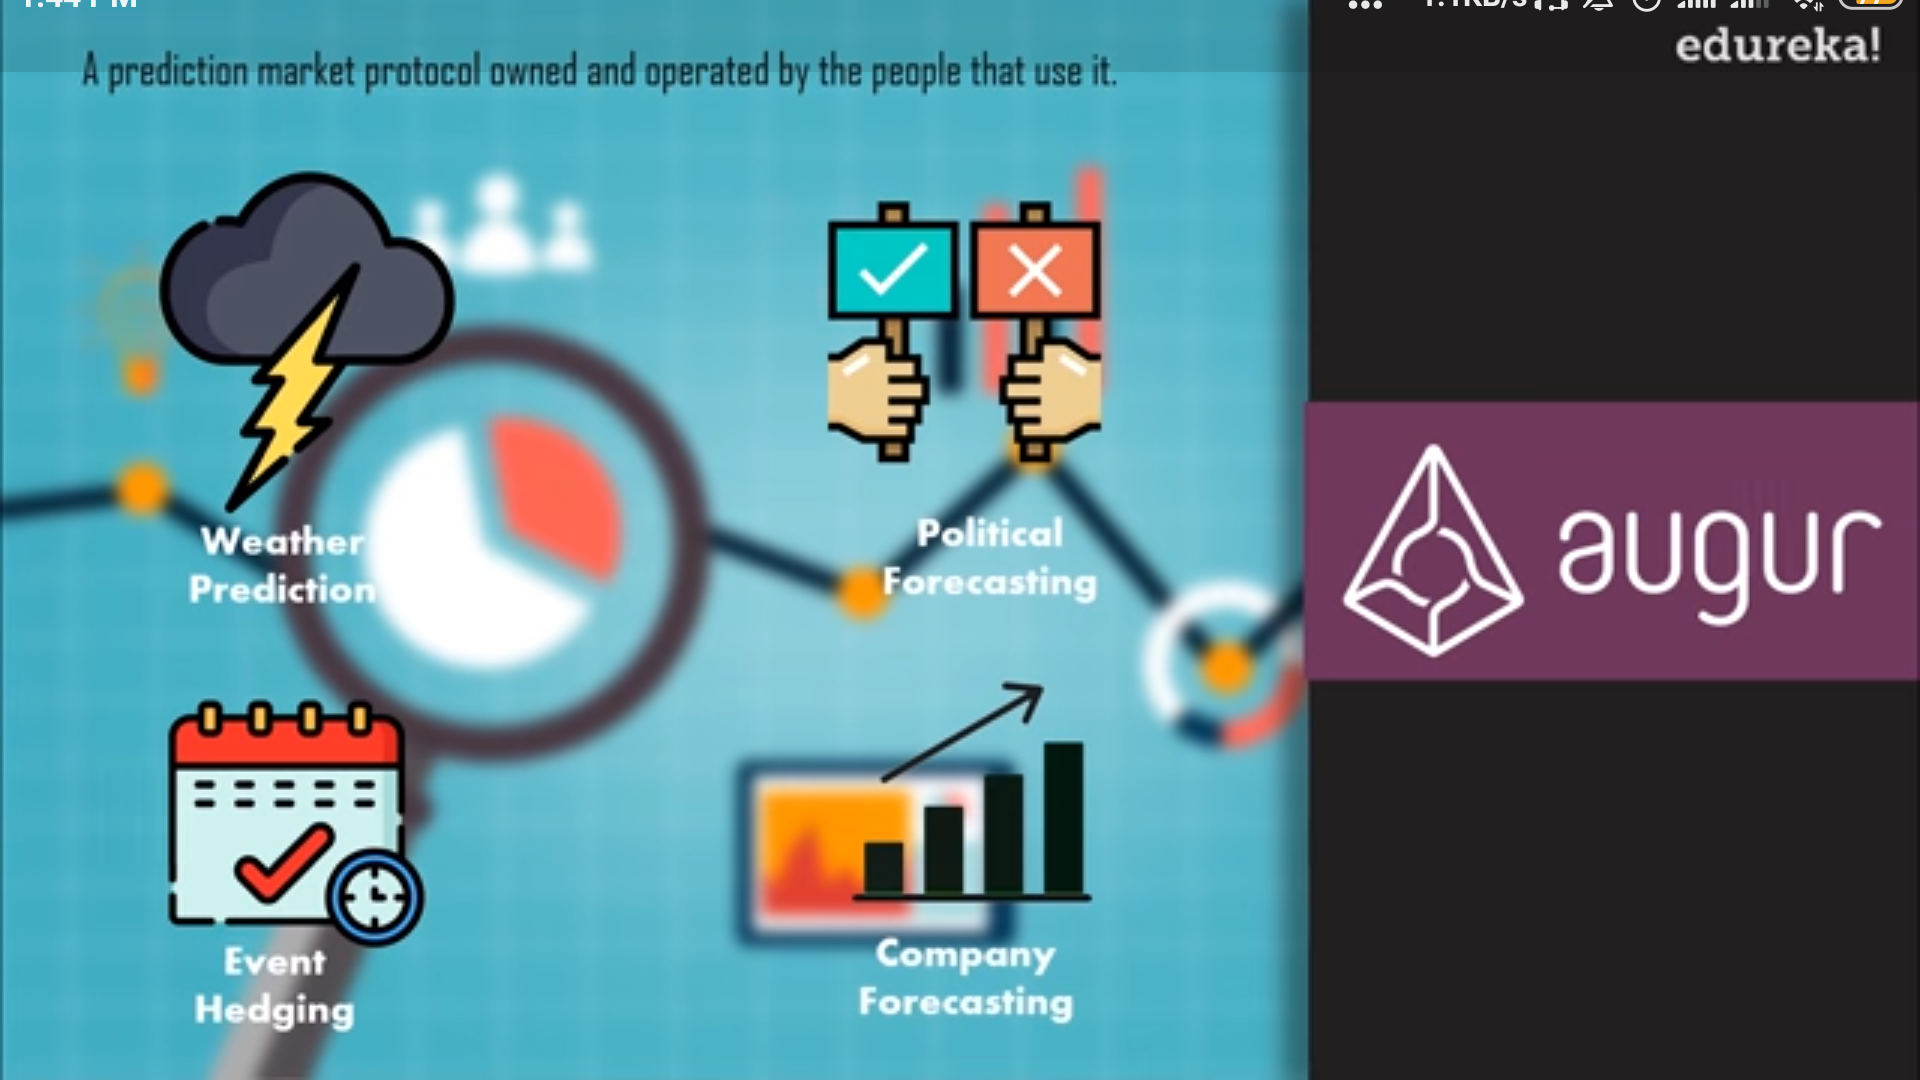 edureka!
A prediction market protocol owned and operated by the people that use it.
Weather
Prediction
Political
Forecasting
augur
Event
Hedging
Company
Forecasting